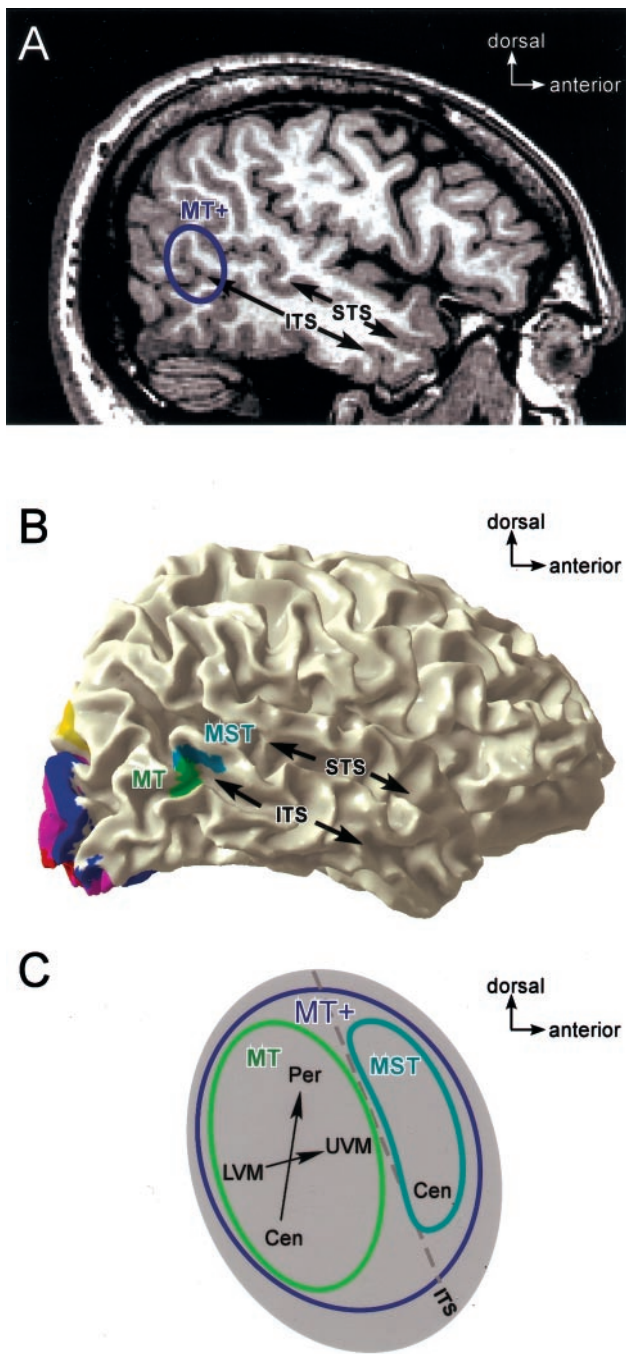 A
dorsal
anterior
MT+
STS
ITS
B
dorsal
anterior
MST
MT
STS
ITS
C
dorsal
anterior
MT+
MT
MST
Per
UVM
LVM
Cen
Cen
ITS